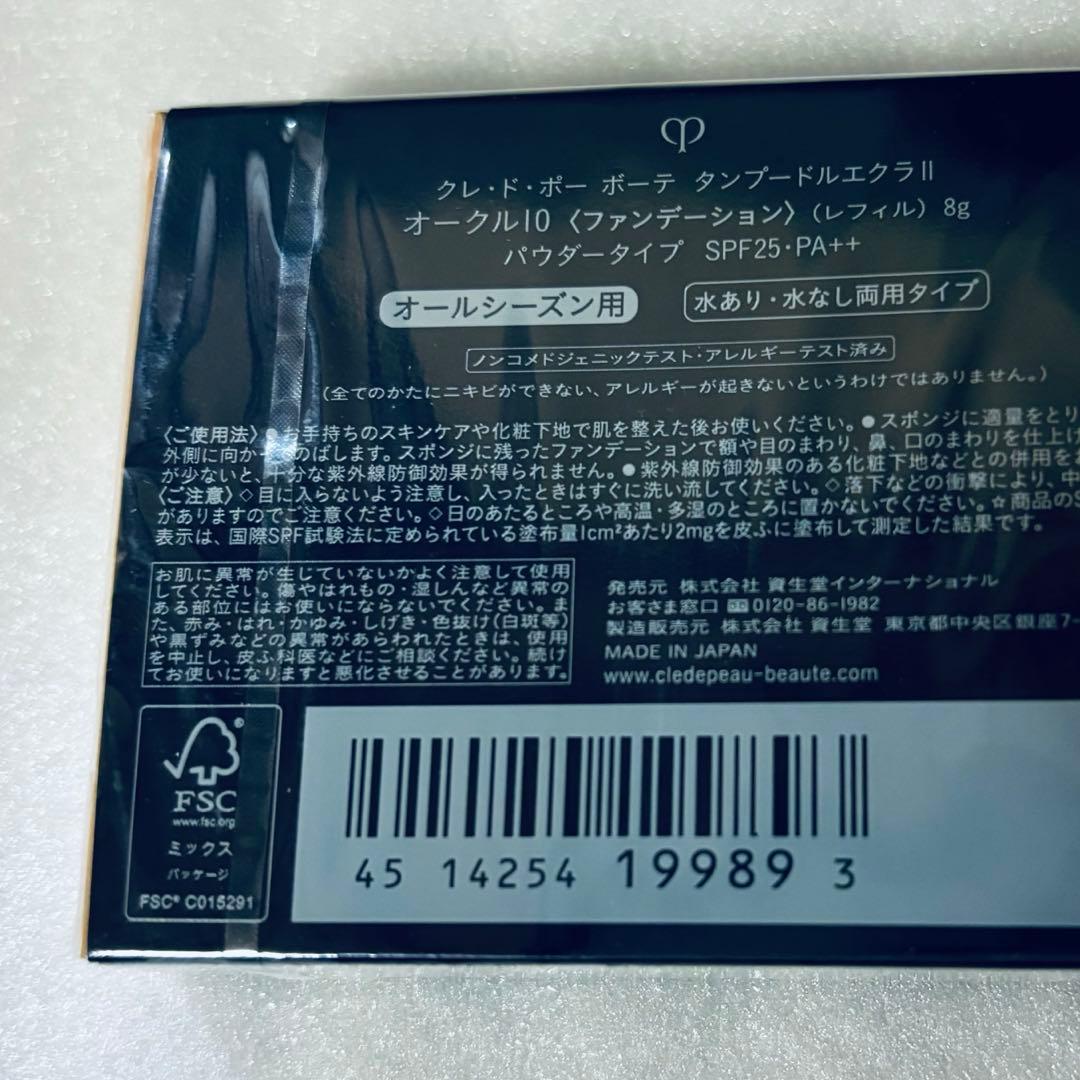 クレ・ド・ポー ボーテ タンプードルエクラⅡ
オークル10〈ファンデーション〉(レフィル) 8g
パウダータイプ SPF25・PA++
オールシーズン用
水あり・水なし両用タイプ
ノンコメドジェニックテスト・アレルギーテスト済み
(全てのかたにニキビができない、アレルギーが起きないというわけではありません。)
〈ご使用法〉●お手持ちのスキンケアや化粧下地で肌を整えた後お使いください。●スポンジに適量をとり
外側に向か のばします。スポンジに残ったファンデーションで額や目のまわり、鼻、口のまわりを仕上げ
が少ないと、十分な紫外線防御効果が得られません。●紫外線防御効果のある化粧下地などとの併用を
〈ご注意〉◇目に入らないよう注意し、入ったときはすぐに洗い流してください。◇落下などの衝撃により、中
がありますのでご注意ください。◇日のあたるところや高温・多湿のところに置かないでください。☆商品のS
表示は、国際SPF試験法に定められている塗布量1cm²あたり2mgを皮ふに塗布して測定した結果です。
お肌に異常が生じていないかよく注意して使用
してください。傷やはれもの・湿しんなど異常の
ある部位にはお使いにならないでください。ま
た、赤み・はれ・かゆみ・しげき・色抜け(白斑等)
や黒ずみなどの異常があらわれたときは、使用
を中止し、皮ふ科医などにご相談ください。続け
てお使いになりますと悪化させることがあります。
発売元 株式会社 資生堂インターナショナル
お客さま窓口 0120-86-1982
製造販売元 株式会社 資生堂 東京都中央区銀座7-
MADE IN JAPAN
www.cledepeau-beaute.com
FSC®
www.fsc.org
ミックス
パッケージ
FSC® C015291
45 14254 19989 3